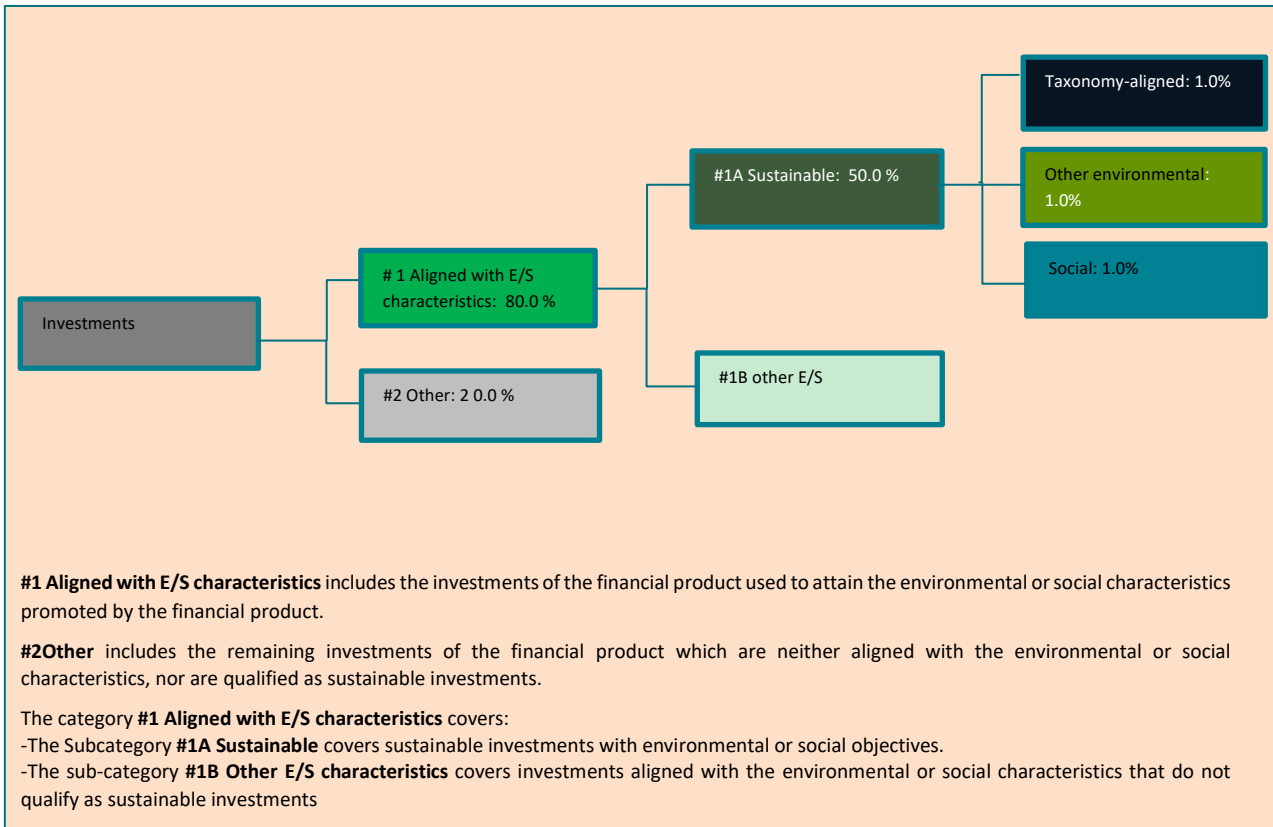 Taxonomy-aligned: 1.0%
#1A Sustainable:  50.0 %
Other environmental:
1.0%
# 1 Aligned with E/S
characteristics:  80.0 %
Social: 1.0%
Investments
#1B other E/S
#2 Other: 2 0.0 %
#1 Aligned with E/S characteristics includes the investments of the financial product used to attain the environmental or social characteristics
promoted by the financial product.
#2Other includes the remaining investments of the financial product which are neither aligned with the environmental or social
characteristics, nor are qualified as sustainable investments.
The category #1 Aligned with E/S characteristics covers:
-The Subcategory #1A Sustainable covers sustainable investments with environmental or social objectives.
-The sub-category #1B Other E/S characteristics covers investments aligned with the environmental or social characteristics that do not
qualify as sustainable investments